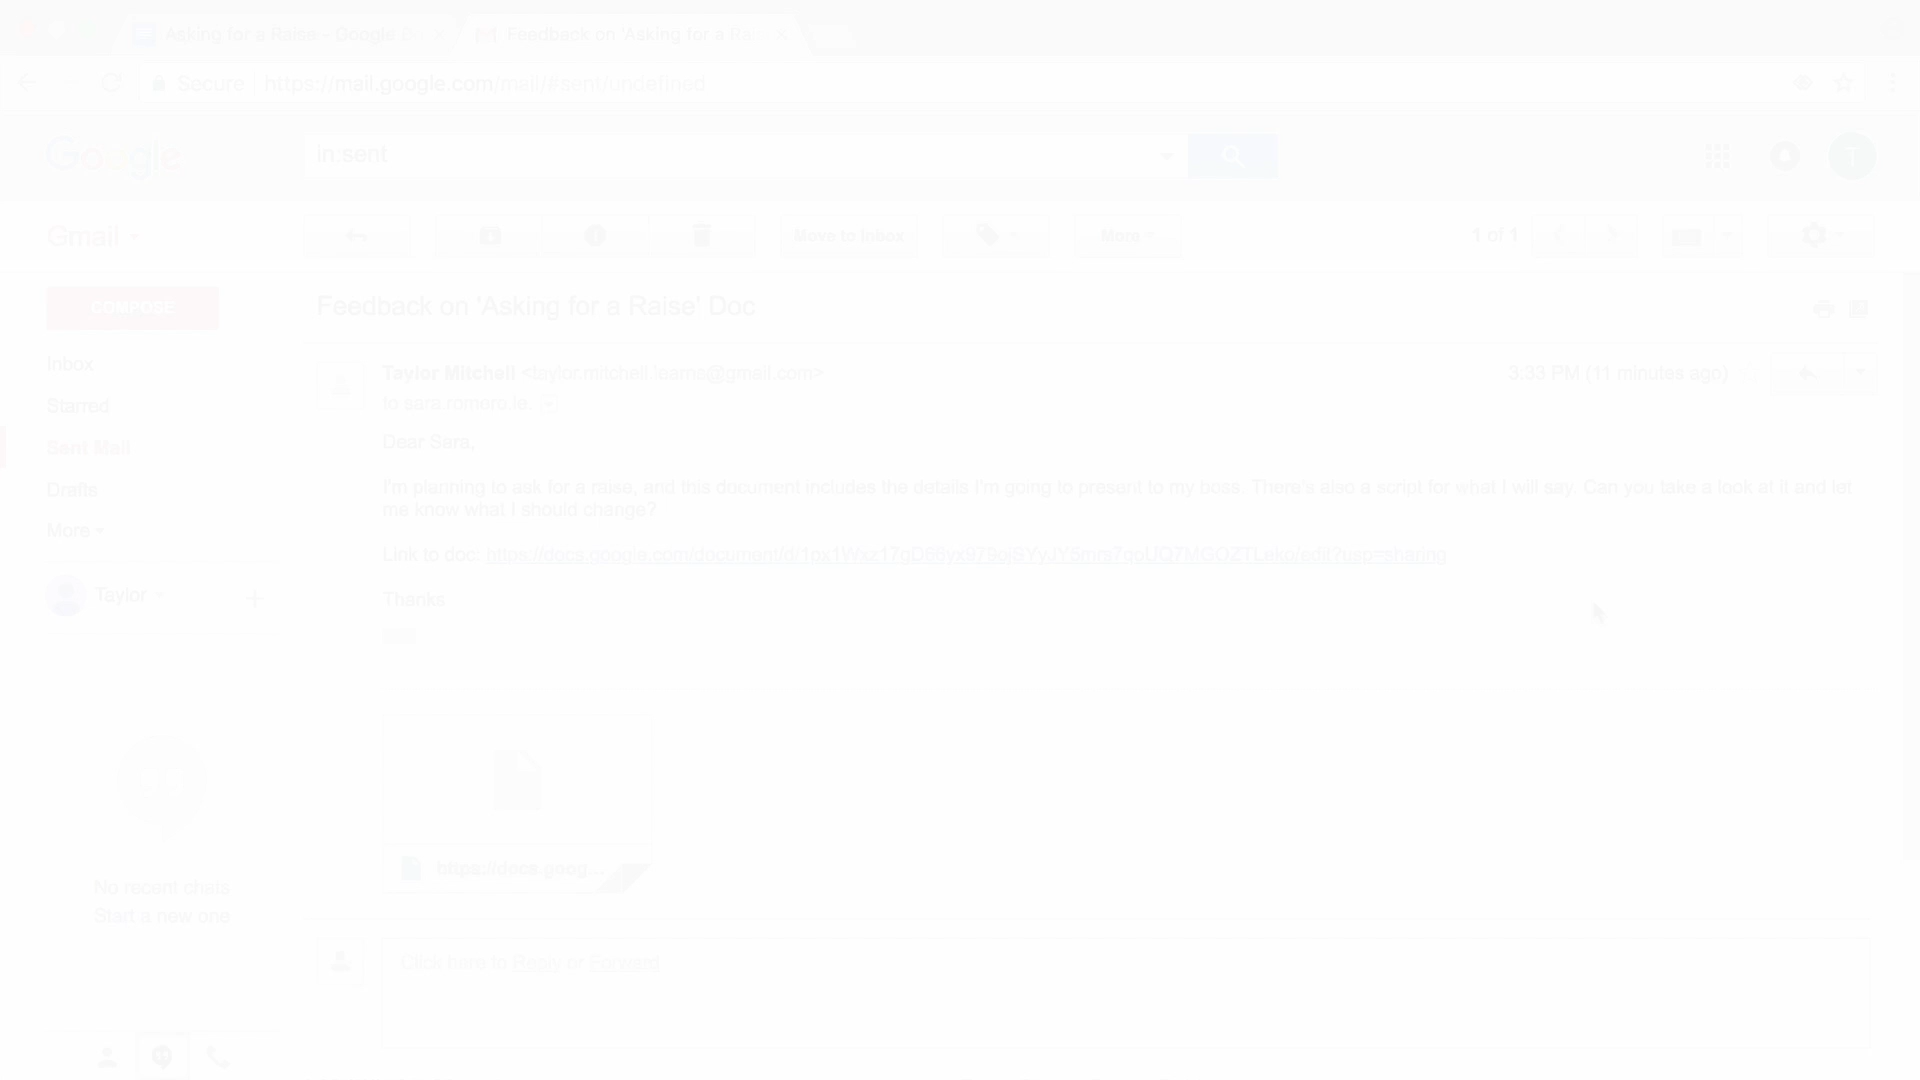 Asking for a Raise - Google D
Feedback on 'Asking for a Ra
Secure https://mail.google.com/mail/#sent/undefined
Google
in:sent
T
Gmail
Move to Inbox
More
1 of 1
COMPOSE
Feedback on 'Asking for a Raise' Doc
Inbox
Starred
Sent Mail
Drafts
More
Taylor
Taylor Mitchell <taylor.mitchell.learns@gmail.com>
3:33 PM (11 minutes ago)
to sara.romero.le.
Dear Sara,
I'm planning to ask for a raise, and this document includes the details I'm going to present to my boss. There's also a script for what I will say. Can you take a look at it and let
me know what I should change?
Link to doc:
Thanks
https://docs.goog...
No recent chats
Start a new one
Click here to Reply or Forward